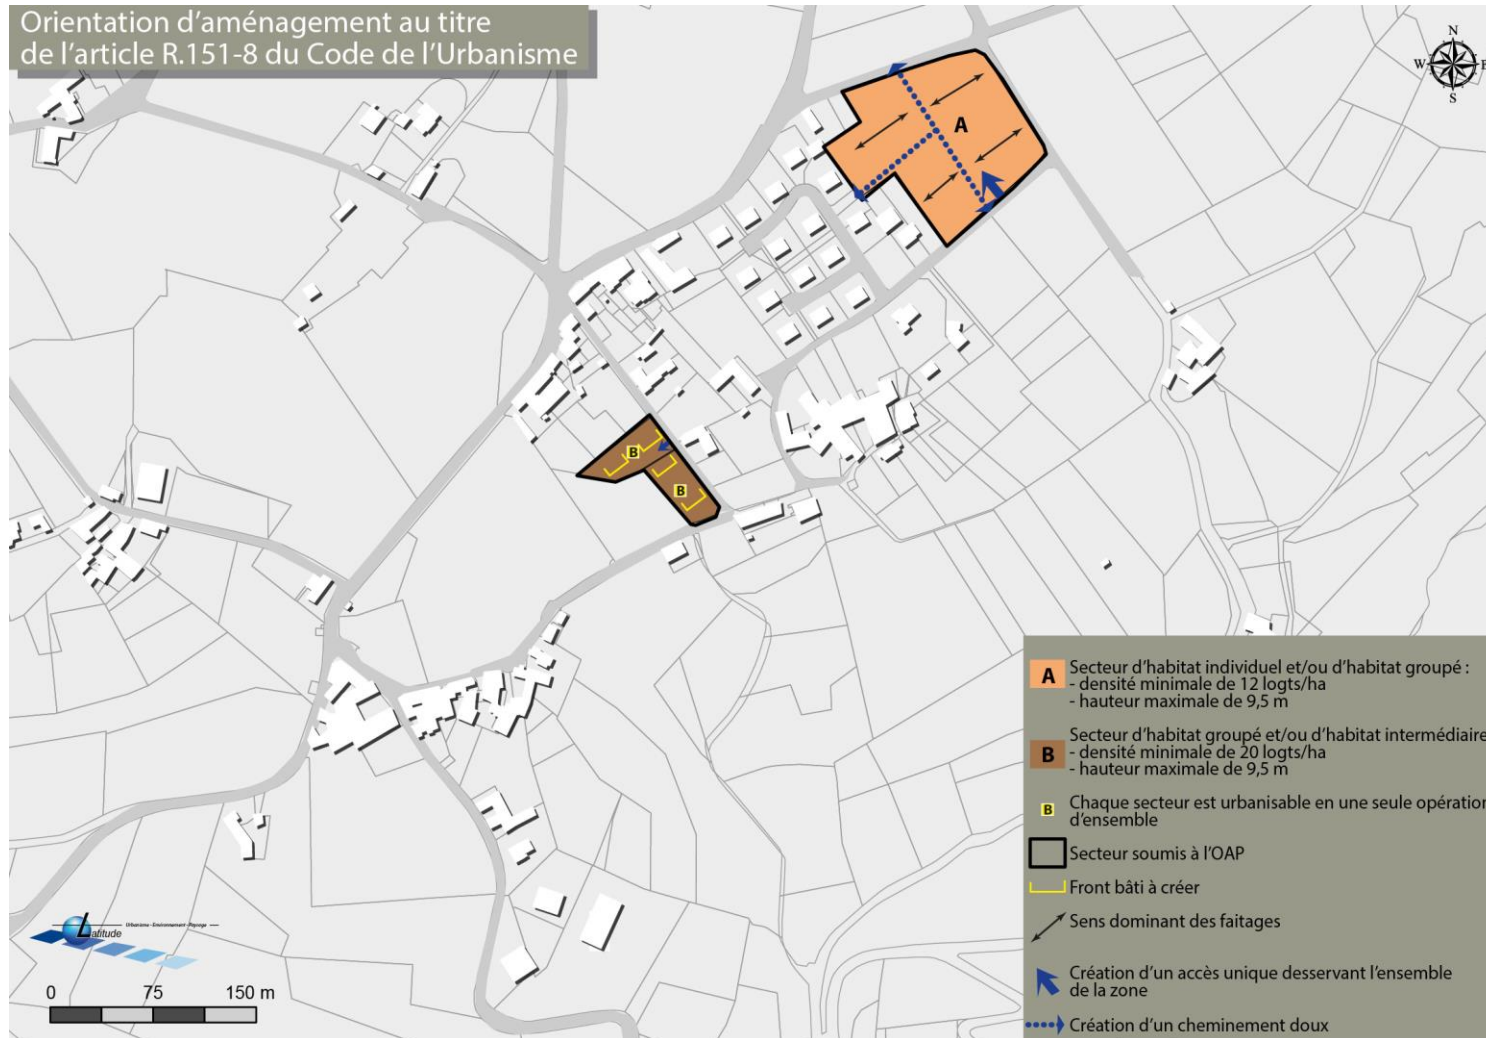 Orientation d'aménagement au titre
de l'article R.151-8 du Code de l'Urbanisme
N
W
E
S
A
B
B
A
Secteur d'habitat individuel et/ou d'habitat groupé :
- densité minimale de 12 logts/ha
- hauteur maximale de 9,5 m
B
Secteur d'habitat groupé et/ou d'habitat intermédiaire
- densité minimale de 20 logts/ha
- hauteur maximale de 9,5 m
B
Chaque secteur est urbanisable en une seule opération
d'ensemble
Secteur soumis à l'OAP
Front bâti à créer
Sens dominant des faitages
Création d'un accès unique desservant l'ensemble
de la zone
Création d'un cheminement doux
Latitude
Urbanisme - Environnement - Paysage
0 75 150 m